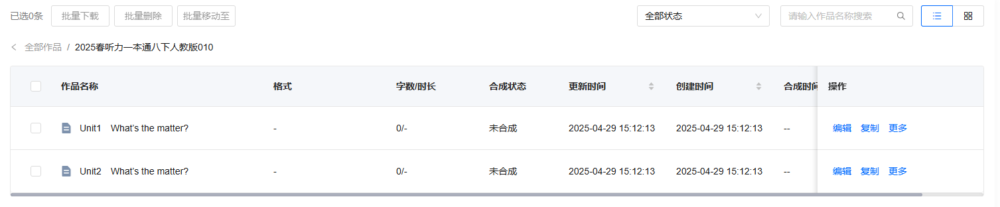 已选0条 批量下载 批量删除 批量移动至 全部状态 请输入作品名称搜索
全部作品 / 2025春听力一本通八下人教版010
作品名称 格式 字数/时长 合成状态 更新时间 创建时间 合成时间 操作
Unit1 What's the matter? - 0/- 未合成 2025-04-29 15:12:13 2025-04-29 15:12:13 -- 编辑 复制 更多
Unit2 What's the matter? - 0/- 未合成 2025-04-29 15:12:13 2025-04-29 15:12:13 -- 编辑 复制 更多